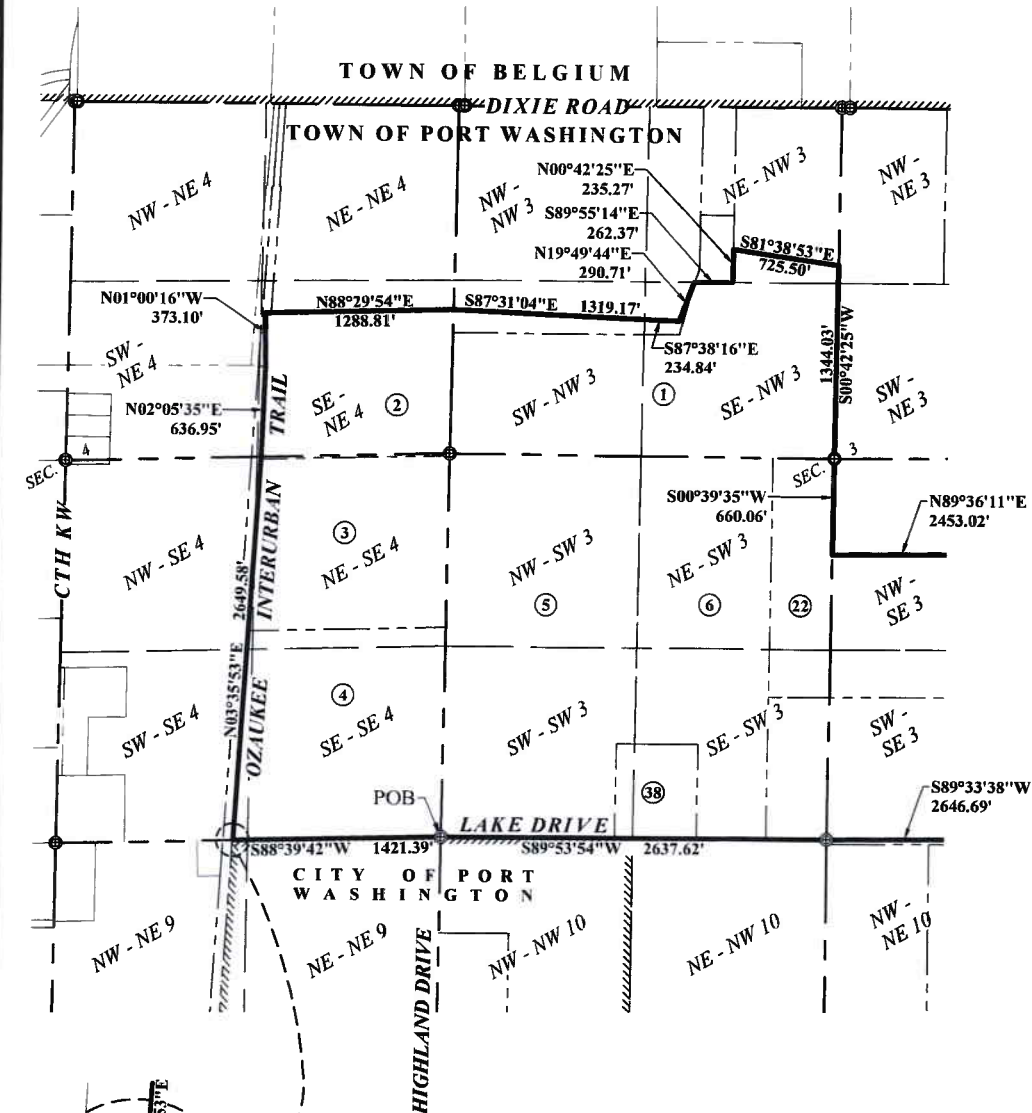 TOWN OF BELGIUM
DIXIE ROAD
TOWN OF PORT WASHINGTON
NW - NE 4
NE - NE 4
NW -
NW 3
N00°42'25"E
235.27'
S89°55'14"E
262.37'
N19°49'44"E
290.71'
NE - NW 3
NW -
NE 3
S81°38'53"E
725.50'
N01°00'16"W
373.10'
N88°29'54"E
1288.81'
S87°31'04"E
1319.17'
S87°38'16"E
234.84'
1344.03'
S00°42'25"W
SW -
NE 4
N02°05'35"E
636.95'
TRAIL
SE -
NE 4
2
SW - NW 3
1
SE - NW 3
SW -
NE 3
SEC.
4
SEC.
3
S00°39'35"W
660.06'
N89°36'11"E
2453.02'
CTH KW
NW - SE 4
2649.58'
INTERURBAN
3
NE - SE 4
NW - SW 3
5
NE - SW 3
6
22
NW -
SE 3
N03°35'53"E
OZAUKEE
SW - SE 4
4
SE - SE 4
SW - SW 3
SE - SW 3
SW -
SE 3
38
POB
LAKE DRIVE
S89°33'38"W
2646.69'
S88°39'42"W
1421.39'
S89°53'54"W
2637.62'
CITY OF PORT
WASHINGTON
NW - NE 9
NE - NE 9
HIGHLAND DRIVE
NW - NW 10
NE - NW 10
NW -
NE 10
53"E